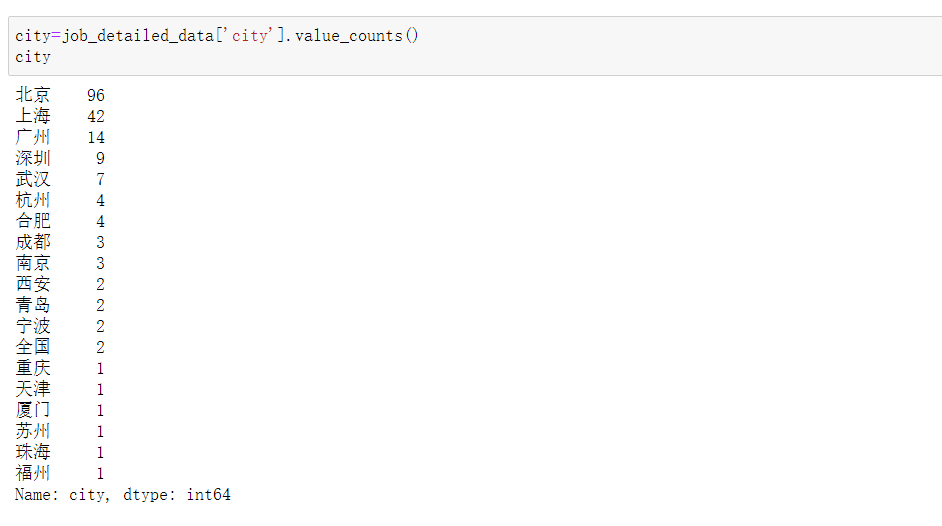 city=job_detailed_data['city'].value_counts()
city
北京 96
上海 42
广州 14
深圳 9
武汉 7
杭州 4
合肥 4
成都 3
南京 3
西安 2
青岛 2
宁波 2
全国 2
重庆 1
天津 1
厦门 1
苏州 1
珠海 1
福州 1
Name: city, dtype: int64